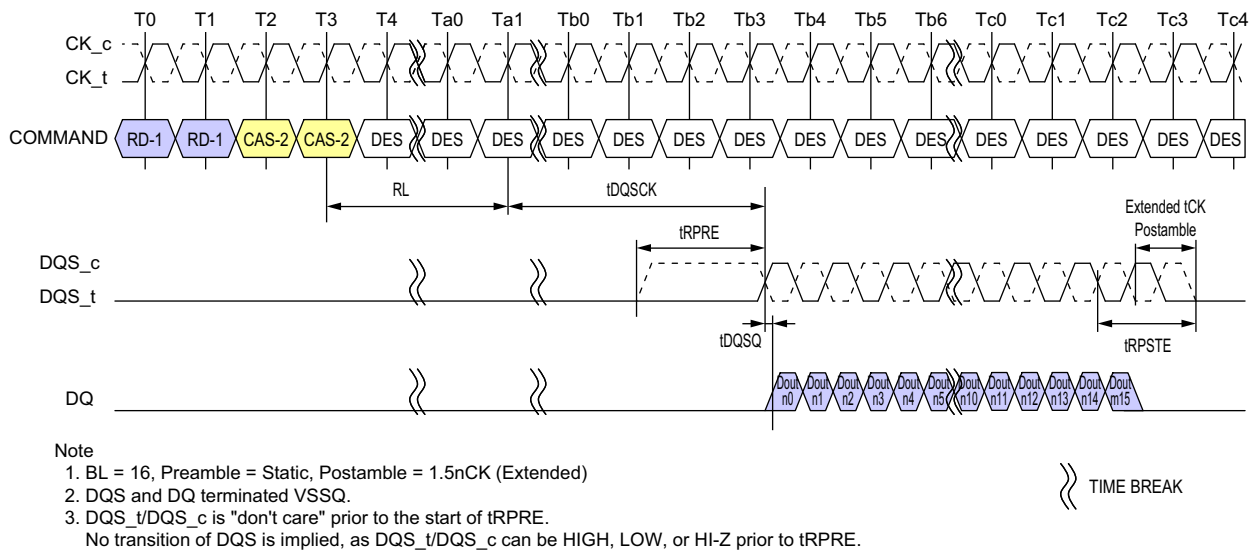 T0 T1 T2 T3 T4 Ta0 Ta1 Tb0 Tb1 Tb2 Tb3 Tb4 Tb5 Tb6 Tc0 Tc1 Tc2 Tc3 Tc4
CK_c
CK_t
COMMAND RD-1 RD-1 CAS-2 CAS-2 DES DES DES DES DES DES DES DES DES DES DES DES DES DES DES
RL tDQSCK
Extended tCK
Postamble
tRPRE
DQS_c
DQS_t
tDQSQ tRPSTE
DQ
Dout n0 Dout n1 Dout n2 Dout n3 Dout n4 Dout n5 Dout n10 Dout n11 Dout n12 Dout n13 Dout n14 Dout m15
Note
1. BL = 16, Preamble = Static, Postamble = 1.5nCK (Extended)
2. DQS and DQ terminated VSSQ.
3. DQS_t/DQS_c is "don't care" prior to the start of tRPRE.
No transition of DQS is implied, as DQS_t/DQS_c can be HIGH, LOW, or HI-Z prior to tRPRE.
TIME BREAK